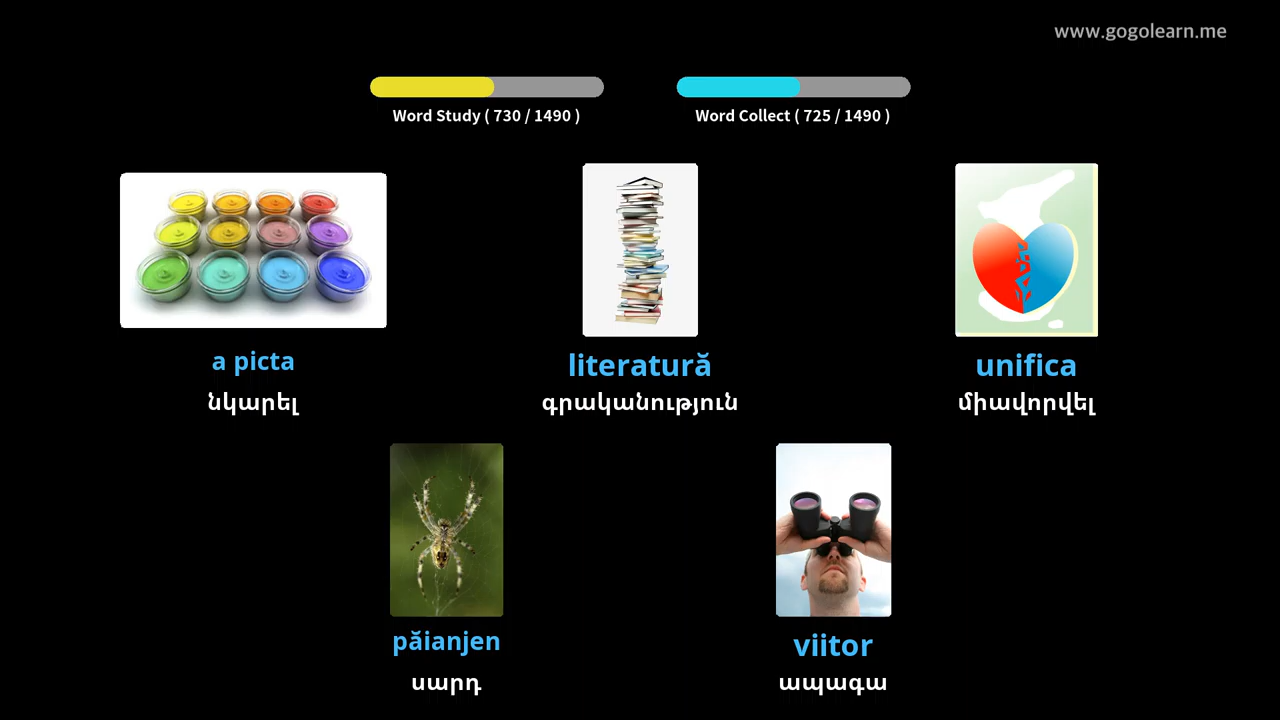 www.gogolearn.me
Word Study ( 730 / 1490 )
Word Collect ( 725 / 1490 )
a picta
literatură
unifica
նկարել
գրականություն
միավորվել
păianjen
viitor
սարդ
ապագա